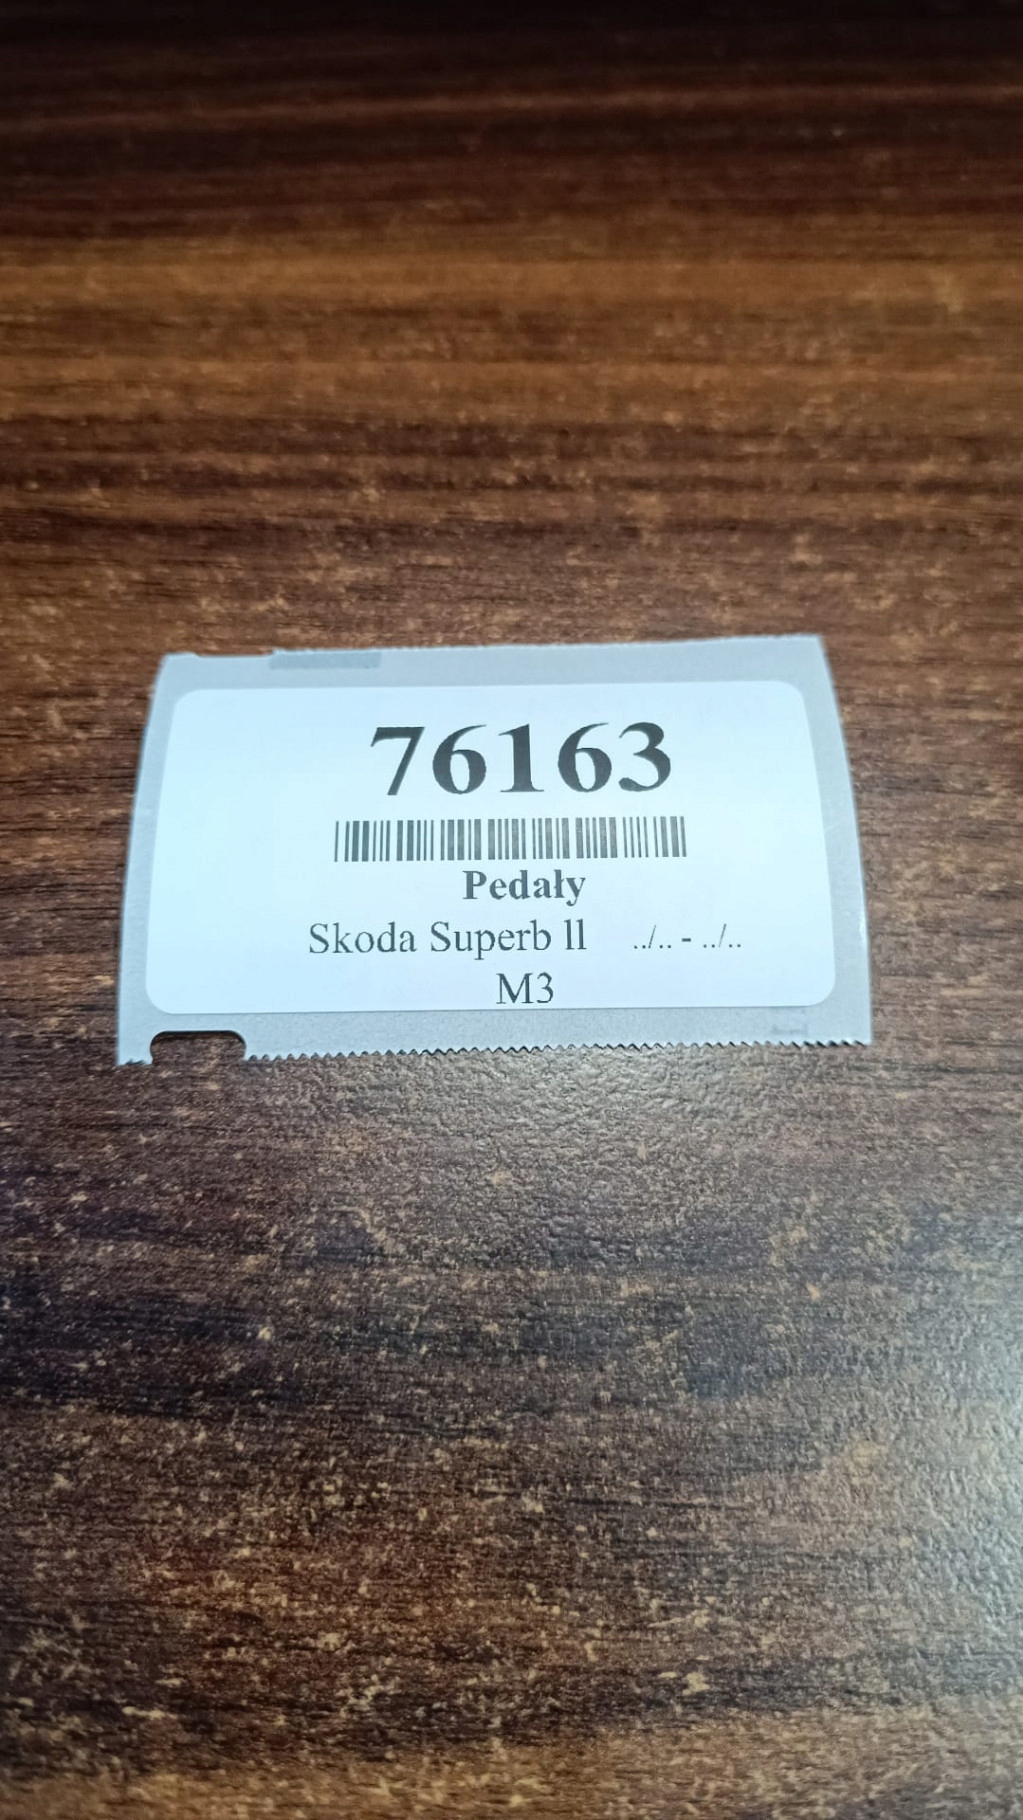 76163
Pedały
Skoda Superb ll ../.. - ../..
M3